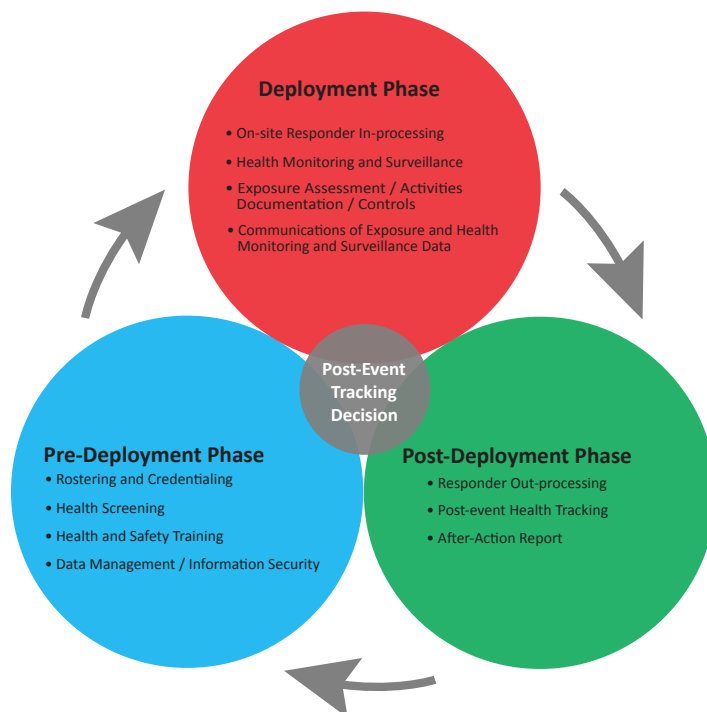 Deployment Phase
• On-site Responder In-processing
• Health Monitoring and Surveillance
• Exposure Assessment / Activities
Documentation / Controls
• Communications of Exposure and Health
Monitoring and Surveillance Data
Post-Event
Tracking
Decision
Pre-Deployment Phase
• Rostering and Credentialing
• Health Screening
• Health and Safety Training
• Data Management / Information Security
Post-Deployment Phase
• Responder Out-processing
• Post-event Health Tracking
• After-Action Report